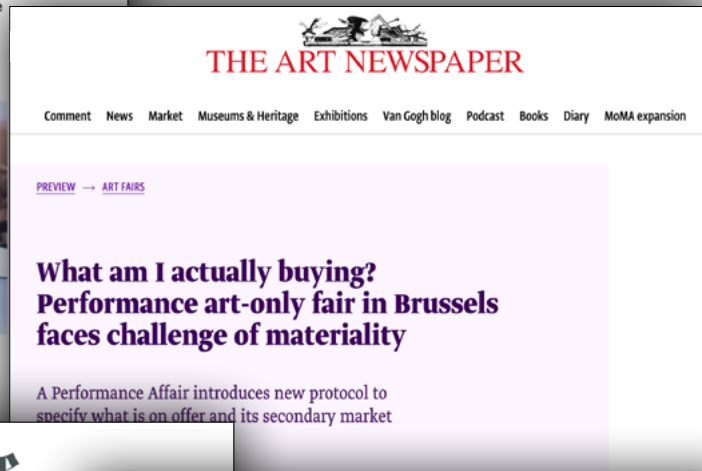 THE ART NEWSPAPER
Comment News Market Museums & Heritage Exhibitions Van Gogh blog Podcast Books Diary MoMA expansion
PREVIEW → ART FAIRS
What am I actually buying?
Performance art-only fair in Brussels
faces challenge of materiality
A Performance Affair introduces new protocol to
specify what is on offer and its secondary market